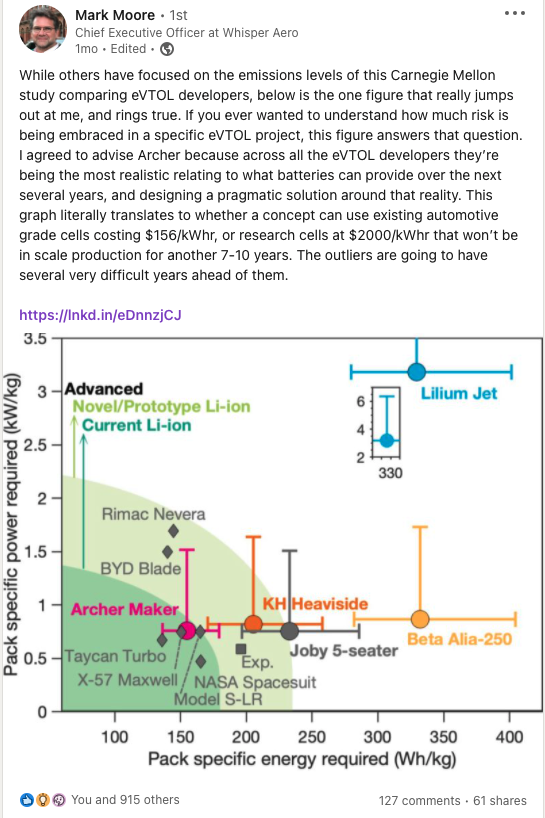 Mark Moore • 1st
Chief Executive Officer at Whisper Aero
1mo • Edited •
While others have focused on the emissions levels of this Carnegie Mellon
study comparing eVTOL developers, below is the one figure that really jumps
out at me, and rings true. If you ever wanted to understand how much risk is
being embraced in a specific eVTOL project, this figure answers that question.
I agreed to advise Archer because across all the eVTOL developers they're
being the most realistic relating to what batteries can provide over the next
several years, and designing a pragmatic solution around that reality. This
graph literally translates to whether a concept can use existing automotive
grade cells costing $156/kWhr, or research cells at $2000/kWhr that won't be
in scale production for another 7-10 years. The outliers are going to have
several very difficult years ahead of them.
https://lnkd.in/eDnnzjCJ
Pack specific power required (kW/kg)
3.5
3
2.5
2
1.5
1
0.5
0
Advanced
Novel/Prototype Li-ion
Current Li-ion
Lilium Jet
6
4
2
330
Rimac Nevera
BYD Blade
Archer Maker
KH Heaviside
Beta Alia-250
Joby 5-seater
Taycan Turbo
Exp.
X-57 Maxwell
NASA Spacesuit
Model S-LR
100
150
200
250
300
350
400
Pack specific energy required (Wh/kg)
You and 915 others
127 comments • 61 shares